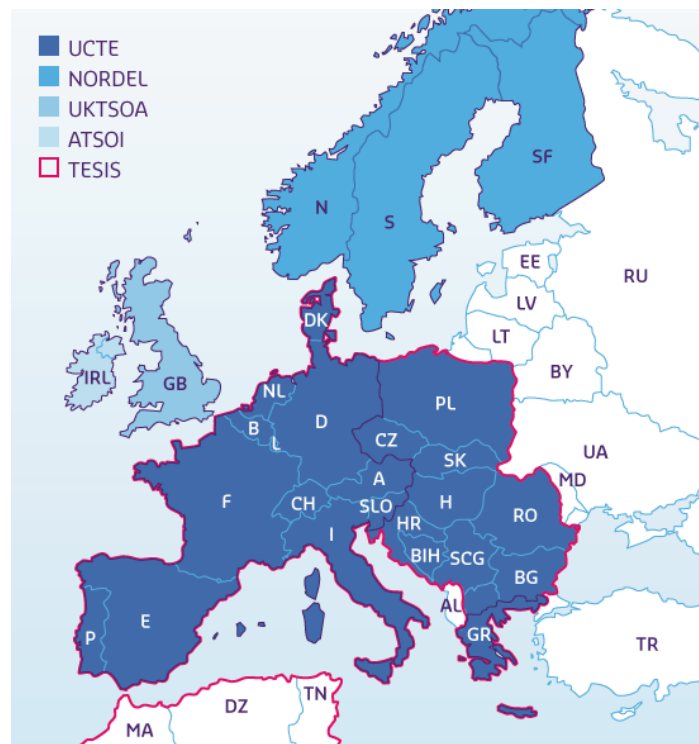 UCTE
NORDEL
UKTSOA
ATSOI
TESIS
SF
N
S
EE
RU
LV
DK
LT
BY
IRL
GB
NL
PL
D
B
L
CZ
UA
SK
MD
A
F
CH
SLO
H
RO
HR
I
BIH
SCG
BG
AL
P
E
GR
TR
TN
DZ
MA